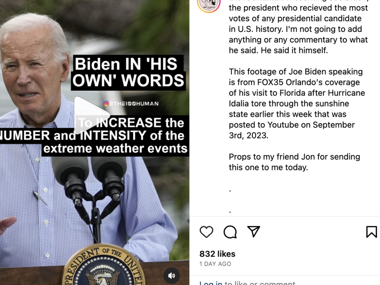 Biden IN 'HIS
OWN' WORDS
@THEIG5HUMAN
To INCREASE the
NUMBER and INTENSITY of the
extreme weather events
PRESIDENT OF THE
the president who recieved the most
votes of any presidential candidate
in U.S. history. I'm not going to add
anything or any commentary to what
he said. He said it himself.
This footage of Joe Biden speaking
is from FOX35 Orlando's coverage
of his visit to Florida after Hurricane
Idalia tore through the sunshine
state earlier this week that was
posted to Youtube on September
3rd, 2023.
Props to my friend Jon for sending
this one to me today.
.
.
832 likes
1 DAY AGO
Log in to like or comment.